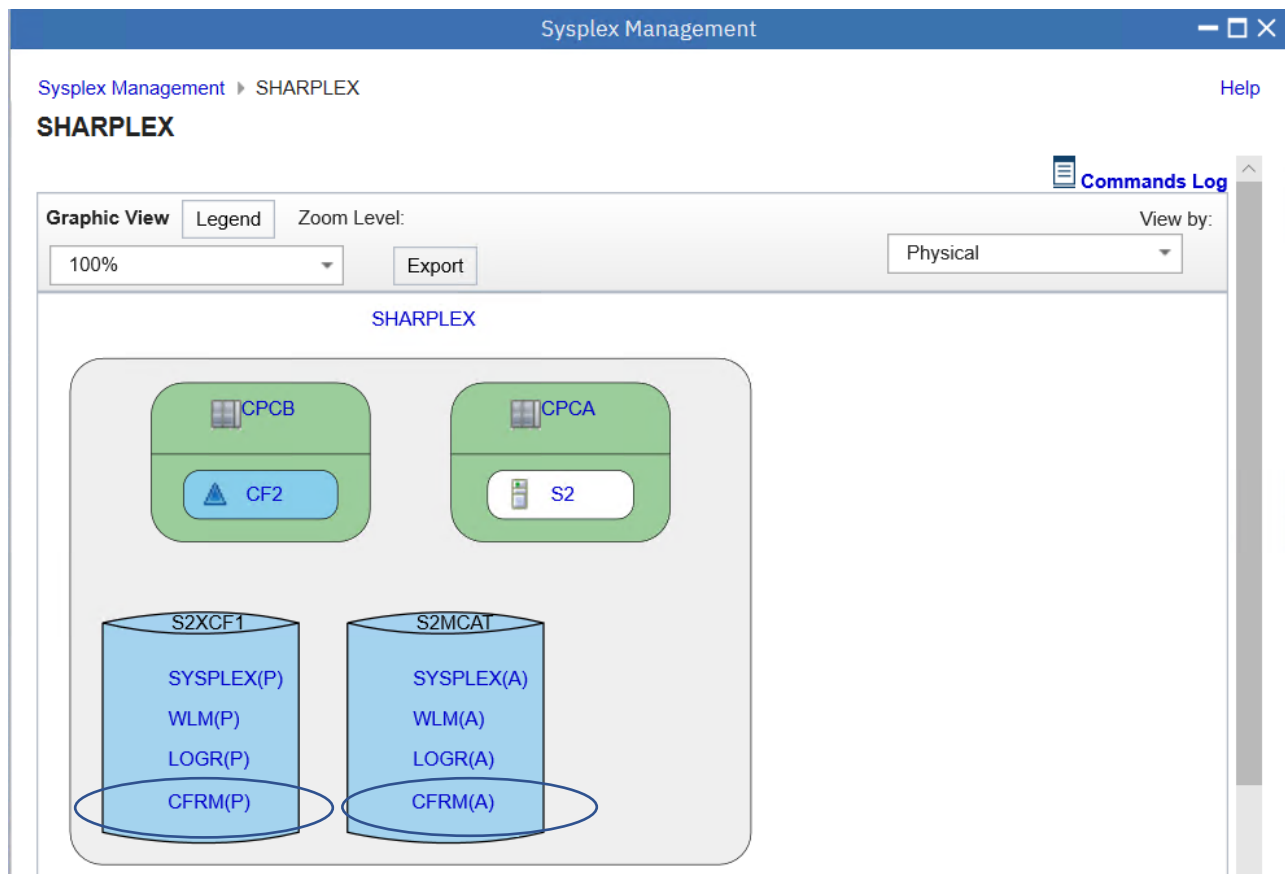 Sysplex Management
Sysplex Management SHARPLEX Help
SHARPLEX
Commands Log
Graphic View Legend Zoom Level: View by:
100% Export Physical
SHARPLEX
CPCB CPCA
CF2 S2
S2XCF1 S2MCAT
SYSPLEX(P) SYSPLEX(A)
WLM(P) WLM(A)
LOGR(P) LOGR(A)
CFRM(P) CFRM(A)